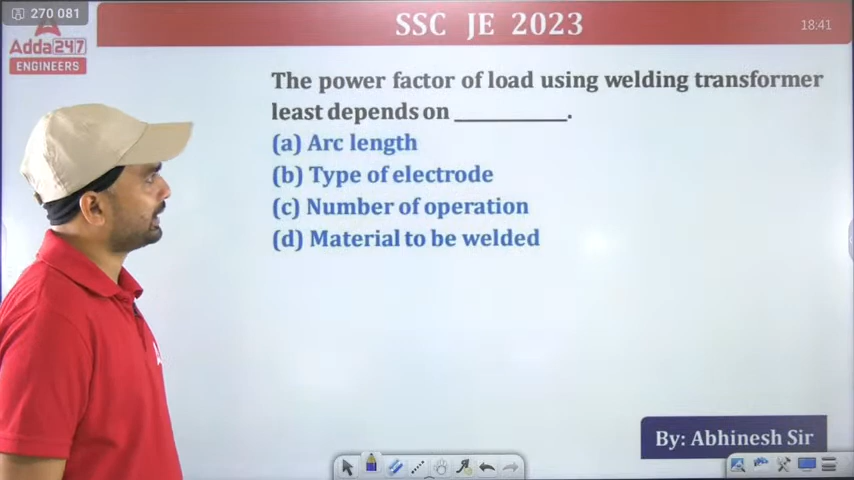 270 081
SSC JE 2023
18:41
Adda247
ENGINEERS
The power factor of load using welding transformer
least depends on ___________.
(a) Arc length
(b) Type of electrode
(c) Number of operation
(d) Material to be welded
By: Abhinesh Sir